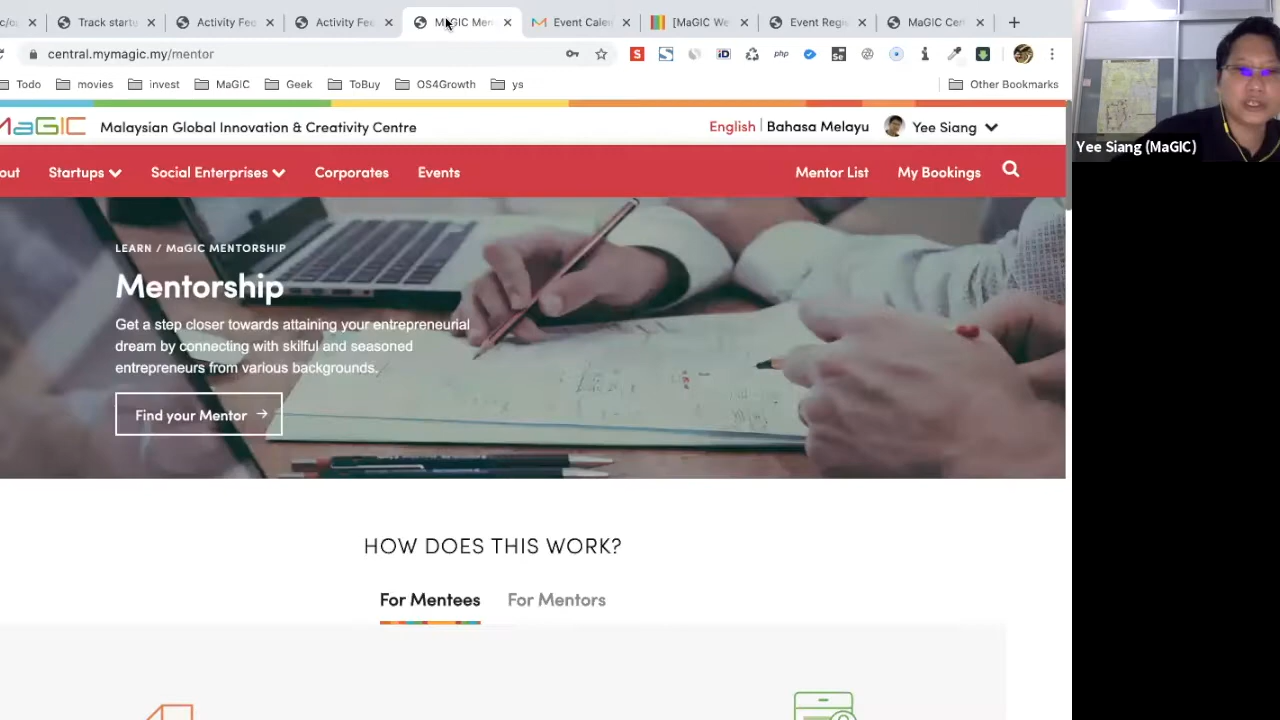 Track startu
Activity Fee
Activity Fee
MaGIC Men
Event Calen
[MaGIC We
Event Regi
MaGIC Cen
central.mymagic.my/mentor
php
Todo
movies
invest
MaGIC
Geek
ToBuy
OS4Growth
ys
Other Bookmarks
MaGIC
Malaysian Global Innovation & Creativity Centre
English | Bahasa Melayu
Yee Siang
Yee Siang (MaGIC)
out
Startups
Social Enterprises
Corporates
Events
Mentor List
My Bookings
LEARN / MaGIC MENTORSHIP
Mentorship
Get a step closer towards attaining your entrepreneurial
dream by connecting with skilful and seasoned
entrepreneurs from various backgrounds.
Find your Mentor →
HOW DOES THIS WORK?
For Mentees
For Mentors